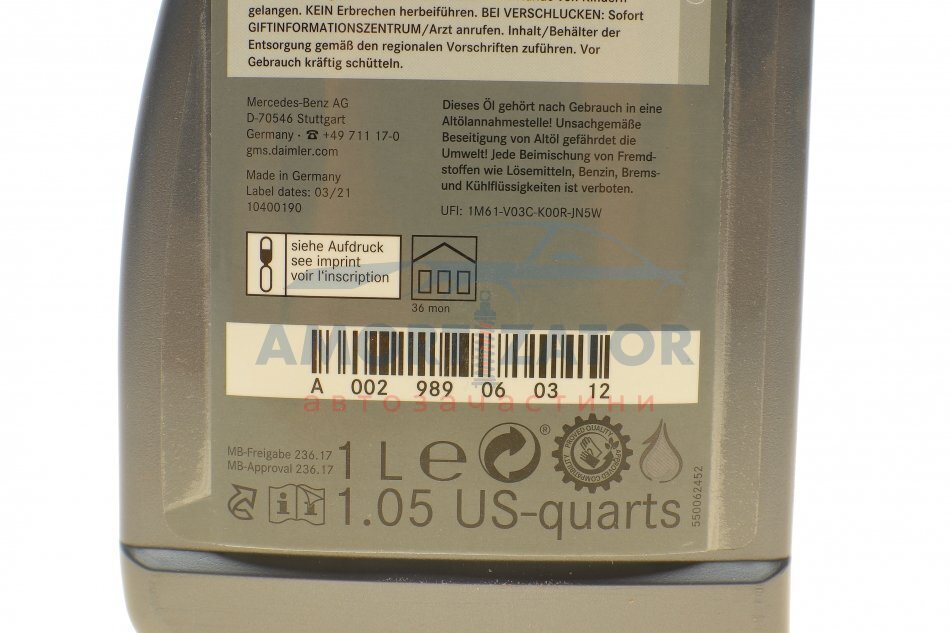 gelangen. KEIN Erbrechen herbeiführen. BEI VERSCHLUCKEN: Sofort
GIFTINFORMATIONSZENTRUM/Arzt anrufen. Inhalt/Behälter der
Entsorgung gemäß den regionalen Vorschriften zuführen. Vor
Gebrauch kräftig schütteln.
Mercedes-Benz AG
D-70546 Stuttgart
Germany · ☎ +49 711 17-0
gms.daimler.com
Made in Germany
Label dates: 03/21
10400190
Dieses Öl gehört nach Gebrauch in eine
Altölannahmestelle! Unsachgemäße
Beseitigung von Altöl gefährdet die
Umwelt! Jede Beimischung von Fremd-
stoffen wie Lösemitteln, Benzin, Brems-
und Kühlflüssigkeiten ist verboten.
UFI: 1M61-V03C-K00R-JN5W
siehe Aufdruck
see imprint
voir l'inscription
36 mon
AMORTIZATOR
A 002 989 06 03 12
автозапчастини
MB-Freigabe 236.17
MB-Approval 236.17
1 L e
®
PROVED QUALITY
APPROVED COMPATIBILITY
1.05 US-quarts
550062452